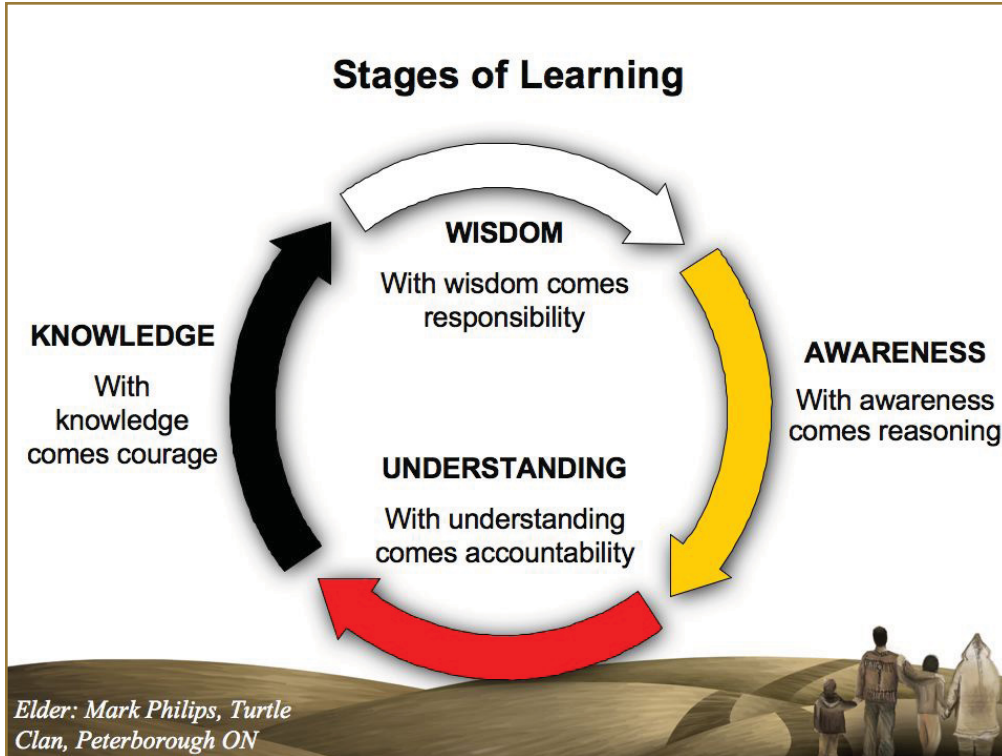 Stages of Learning
WISDOM
With wisdom comes
responsibility
KNOWLEDGE
With
knowledge
comes courage
AWARENESS
With awareness
comes reasoning
UNDERSTANDING
With understanding
comes accountability
Elder: Mark Philips, Turtle
Clan, Peterborough ON